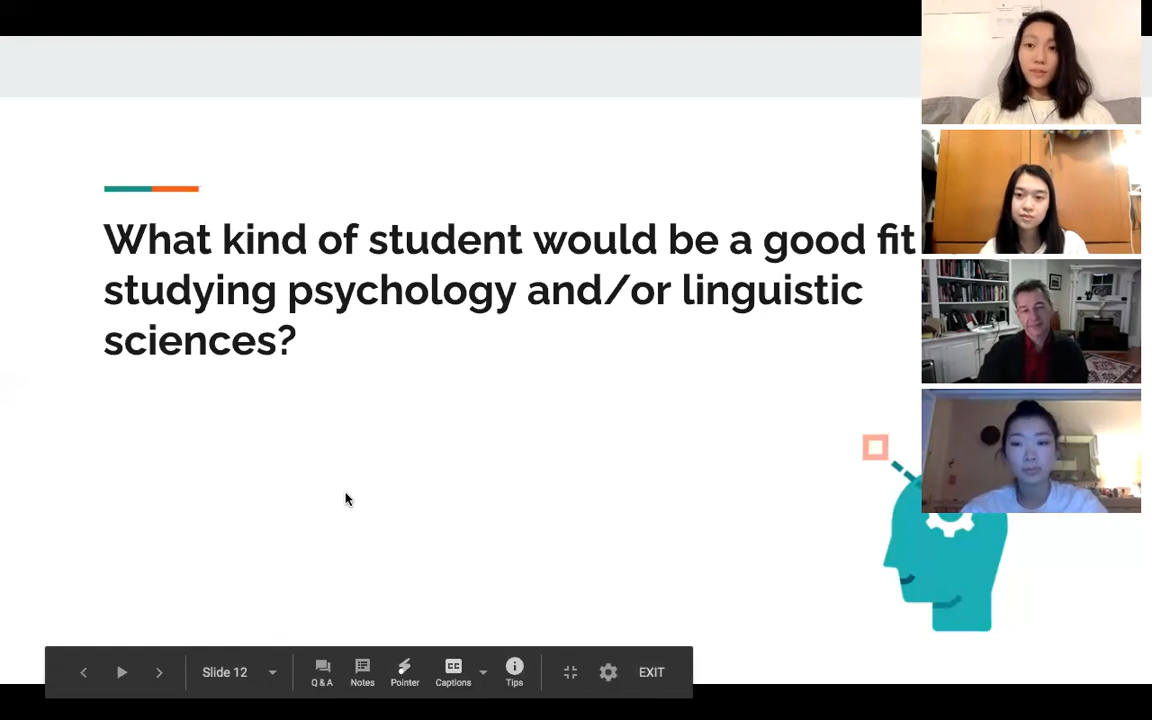 What kind of student would be a good fit
studying psychology and/or linguistic
sciences?
Slide 12
Q & A
Notes
Pointer
CC
Captions
Tips
EXIT